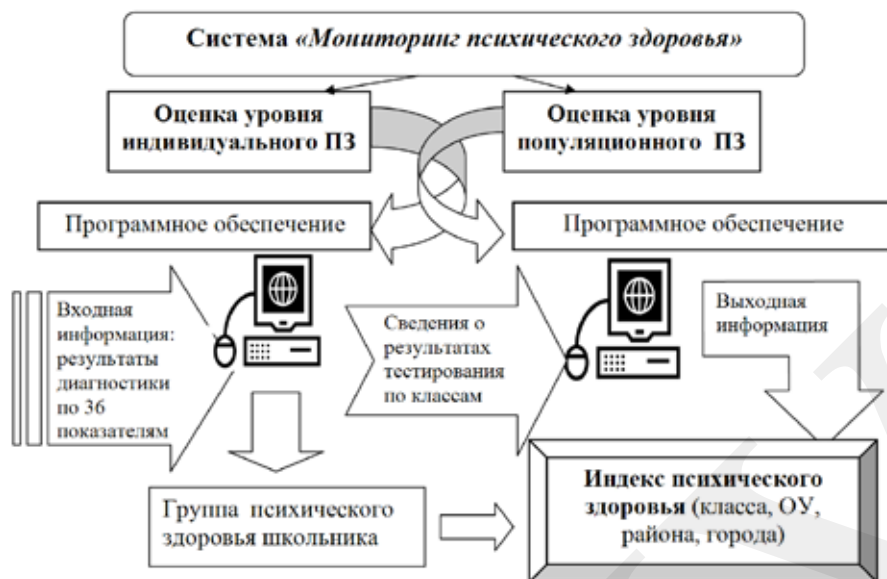 Система «Мониторинг психического здоровья»
Оценка уровня
индивидуального ПЗ
Оценка уровня
популяционного ПЗ
Программное обеспечение
Программное обеспечение
Входная
информация:
результаты
диагностики
по 36
показателям
Сведения о
результатах
тестирования
по классам
Выходная
информация
Группа психического
здоровья школьника
Индекс психического
здоровья (класса, ОУ,
района, города)